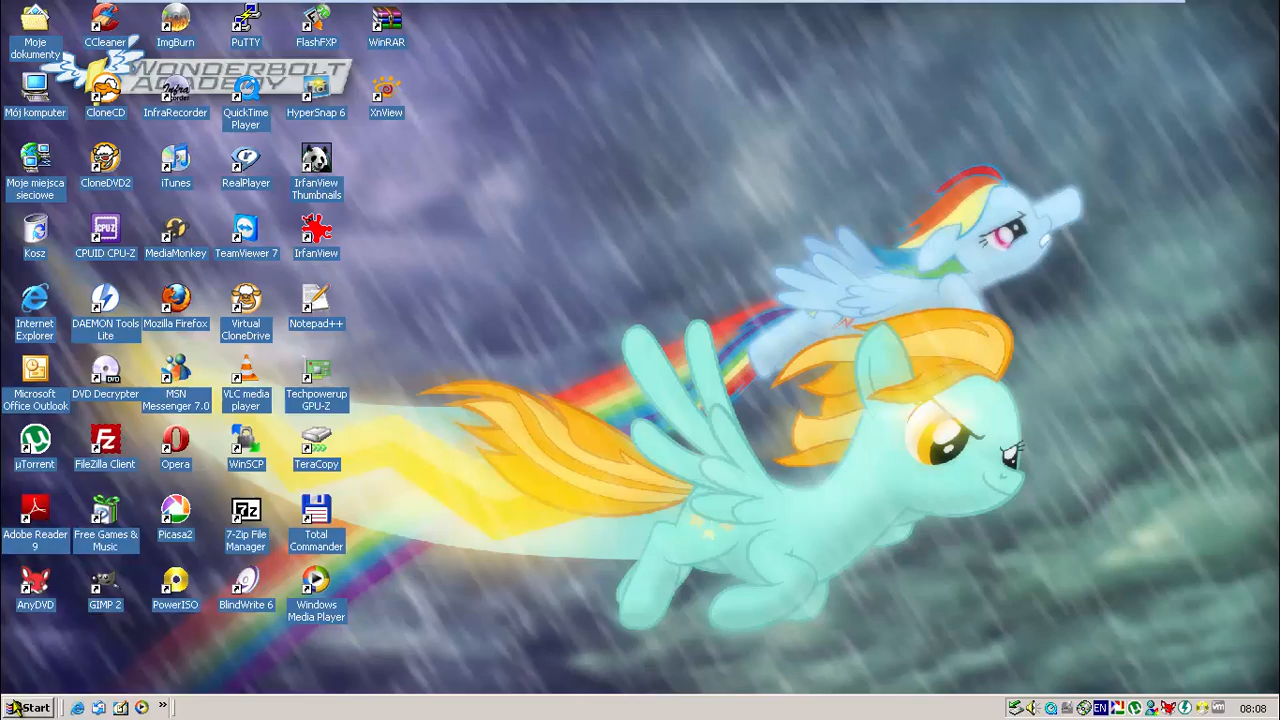 Moje
dokumenty
CCleaner
ImgBurn
PuTTY
FlashFXP
WinRAR
WONDERBOLT
ACADEMY
Mój komputer
CloneCD
InfraRecorder
QuickTime
Player
HyperSnap 6
XnView
Moje miejsca
sieciowe
CloneDVD2
iTunes
RealPlayer
IrfanView
Thumbnails
Kosz
CPUID CPU-Z
MediaMonkey
TeamViewer 7
IrfanView
Internet
Explorer
DAEMON Tools
Lite
Mozilla Firefox
Virtual
CloneDrive
Notepad++
Microsoft
Office Outlook
DVD Decrypter
MSN
Messenger 7.0
VLC media
player
Techpowerup
GPU-Z
µTorrent
FileZilla Client
Opera
WinSCP
TeraCopy
Adobe Reader
9
Free Games &
Music
Picasa2
7-Zip File
Manager
Total
Commander
AnyDVD
GIMP 2
PowerISO
BlindWrite 6
Windows
Media Player
Start
EN
08:08